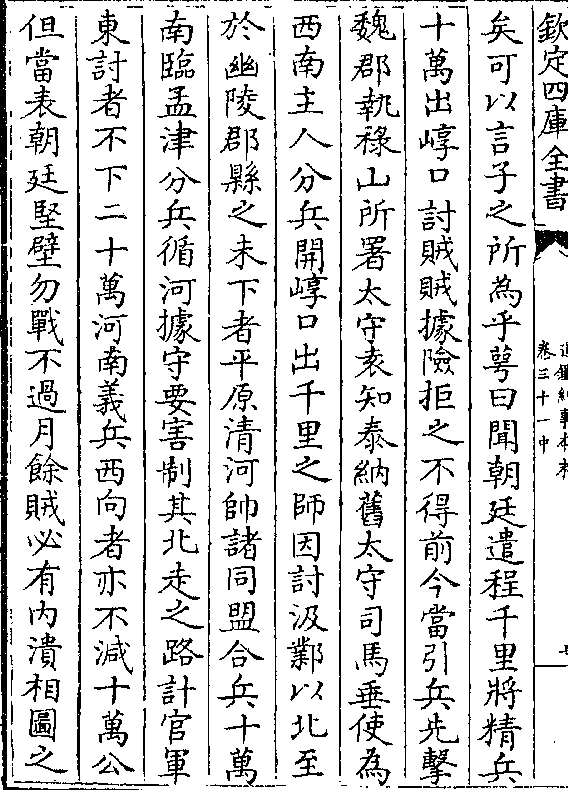 欽定四庫全書
通鑑紀事本末
卷三十一中
七
矣可以言子之所為乎萼曰聞朝廷遣程千里將精兵
十萬出崞口討賊賊據險拒之不得前今當引兵先擊
魏郡執祿山所署太守袁知泰納舊太守司馬垂使為
西南主人分兵開崞口出千里之師因討汲鄴以北至
於幽陵郡縣之未下者平原清河帥諸同盟合兵十萬
南臨孟津分兵循河據守要害制其北走之路計官軍
東討者不下二十萬河南義兵西向者亦不減十萬公
但當表朝廷堅壁勿戰不過月餘賊必有內潰相圖之